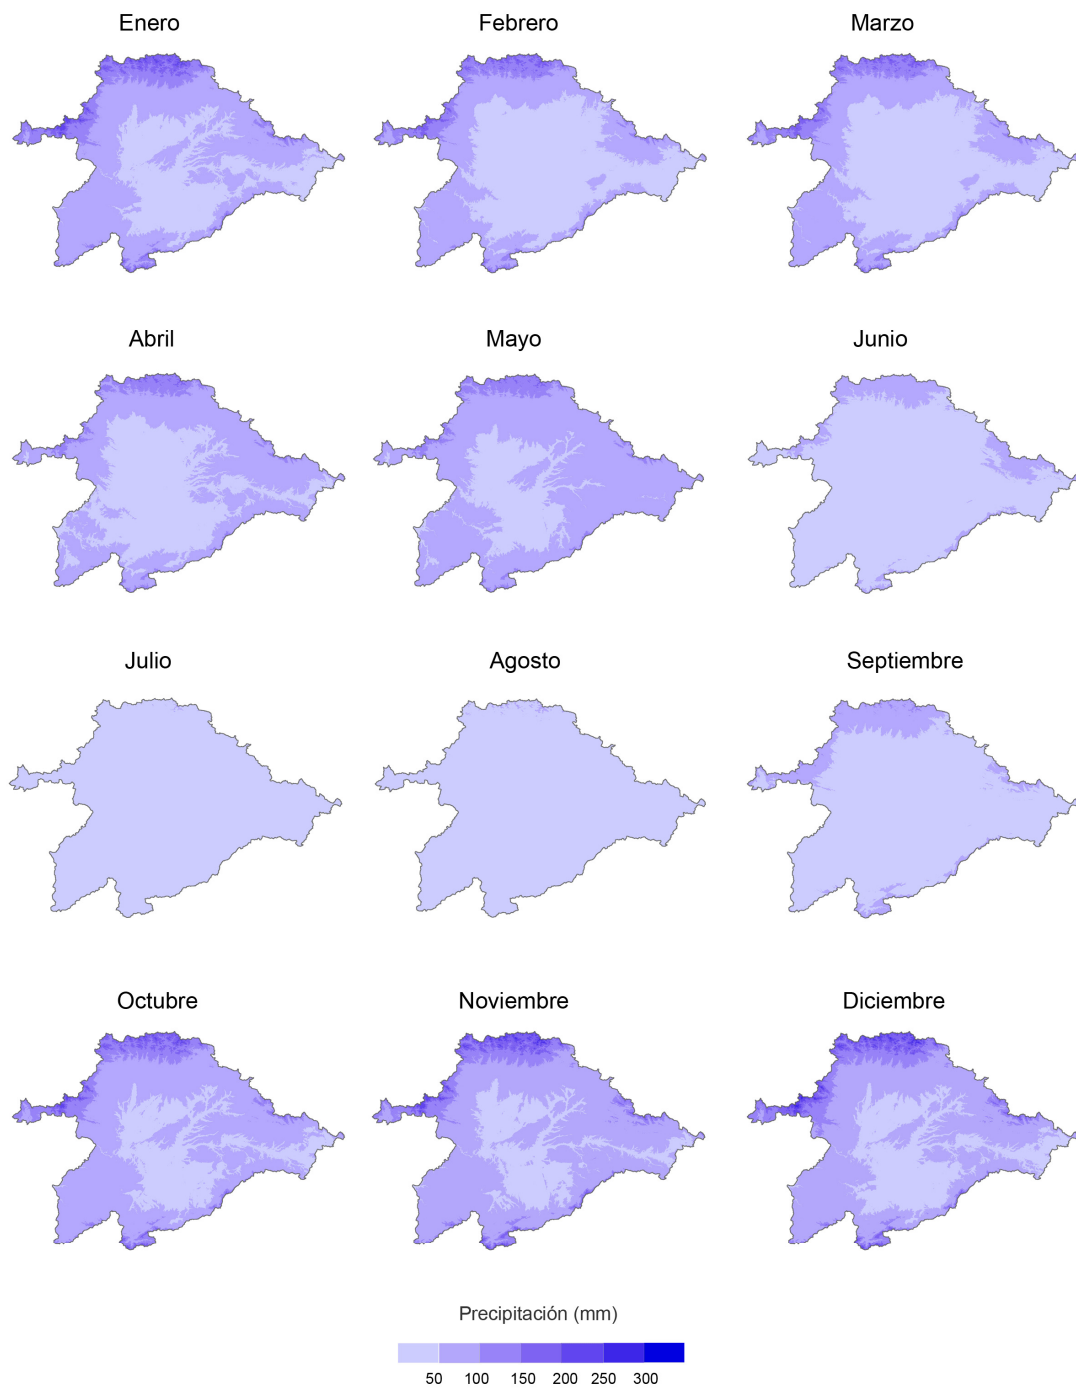 Enero Febrero Marzo
Abril Mayo Junio
Julio Agosto Septiembre
Octubre Noviembre Diciembre
Precipitación (mm)
50 100 150 200 250 300